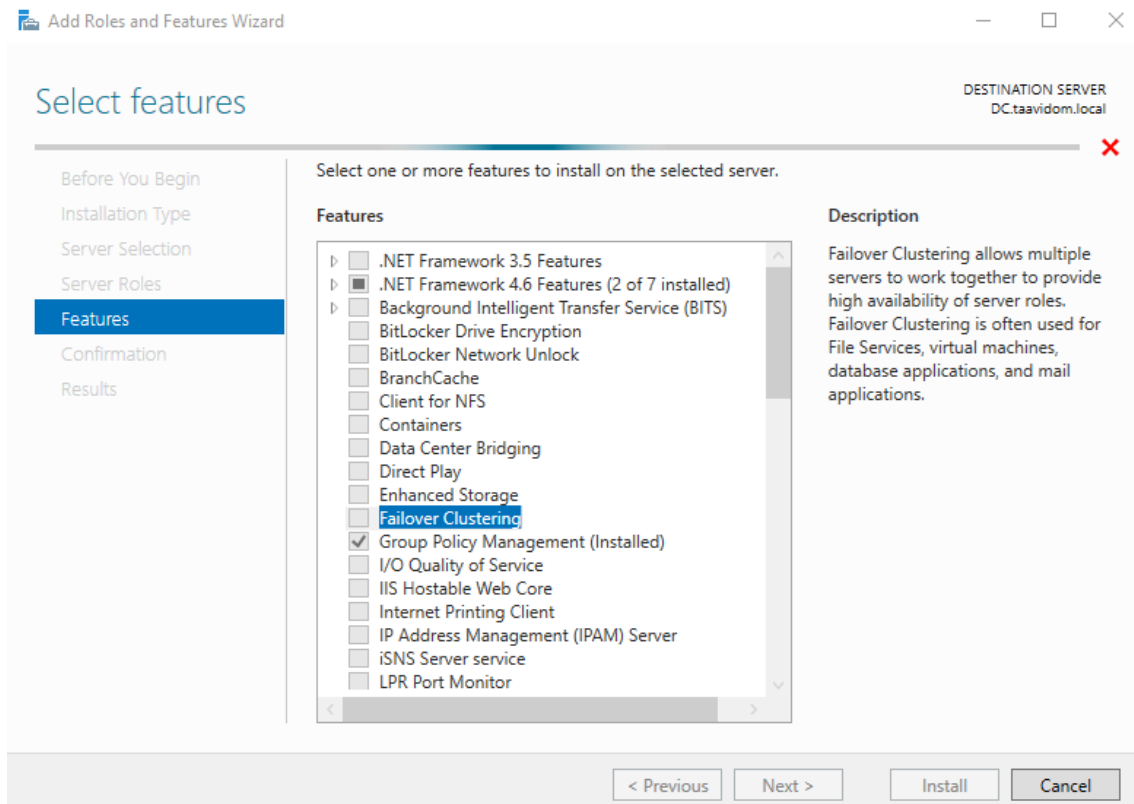 Add Roles and Features Wizard
Select features
DESTINATION SERVER
DC.taavidom.local
Before You Begin
Installation Type
Server Selection
Server Roles
Features
Confirmation
Results
Select one or more features to install on the selected server.
Features
.NET Framework 3.5 Features
.NET Framework 4.6 Features (2 of 7 installed)
Background Intelligent Transfer Service (BITS)
BitLocker Drive Encryption
BitLocker Network Unlock
BranchCache
Client for NFS
Containers
Data Center Bridging
Direct Play
Enhanced Storage
Failover Clustering
Group Policy Management (Installed)
I/O Quality of Service
IIS Hostable Web Core
Internet Printing Client
IP Address Management (IPAM) Server
iSNS Server service
LPR Port Monitor
Description
Failover Clustering allows multiple
servers to work together to provide
high availability of server roles.
Failover Clustering is often used for
File Services, virtual machines,
database applications, and mail
applications.
< Previous
Next >
Install
Cancel